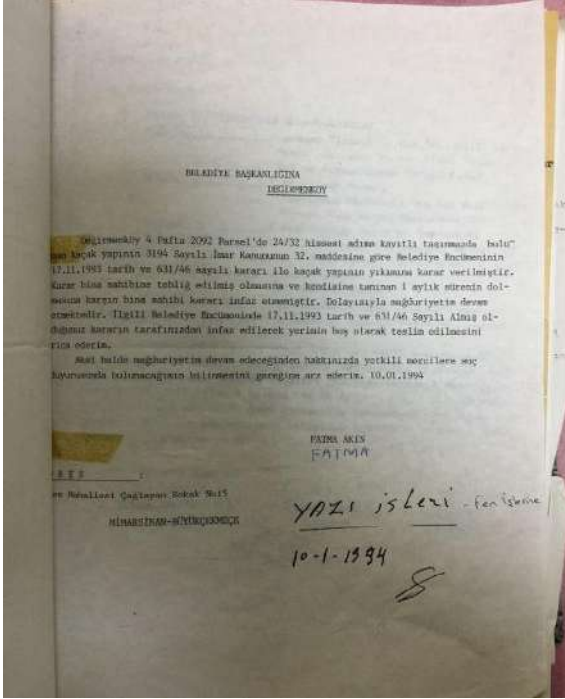 BELEDİYE BAŞKANLIĞINA
DEĞİRMENKÖY
Değirmenköy 4 Pafta 2092 Parsel'de 24/32 hissesi adıma kayıtlı taşınmazda bulu"
nan kaçak yapının 3194 Sayılı İmar Kanununun 32. maddesine göre Belediye Encümeninin
17.11.1993 tarih ve 631/46 sayılı kararı ile kaçak yapının yıkımına karar verilmiştir.
Karar bina sahibine tebliğ edilmiş ve kendisine tanınan 1 aylık sürenin dol-
masına karşın bina sahibi kararı infaz etmemiştir. Dolayısıyla mağduriyetim devam
etmektedir. İlgili Belediye Encümeninde 17.11.1993 tarih ve 631/46 Sayılı Almış ol-
duğunuz kararın tarafınızdan infaz edilerek yerinin boş olarak teslim edilmesini
rica ederim.
Aksi halde mağduriyetim devam edeceğinden hakkınızda yetkili mercilere suç
duyurusunda bulunacağımın bilinmesini gereğine arz ederim. 10.01.1994
FATMA AKIN
FATMA
RES :
Mahallesi Çağlayan Sokak No:5
MİMARSİNAN-BÜYÜKÇEKMECE
YAZI işleri - Fen İşlerine
10-1-1994